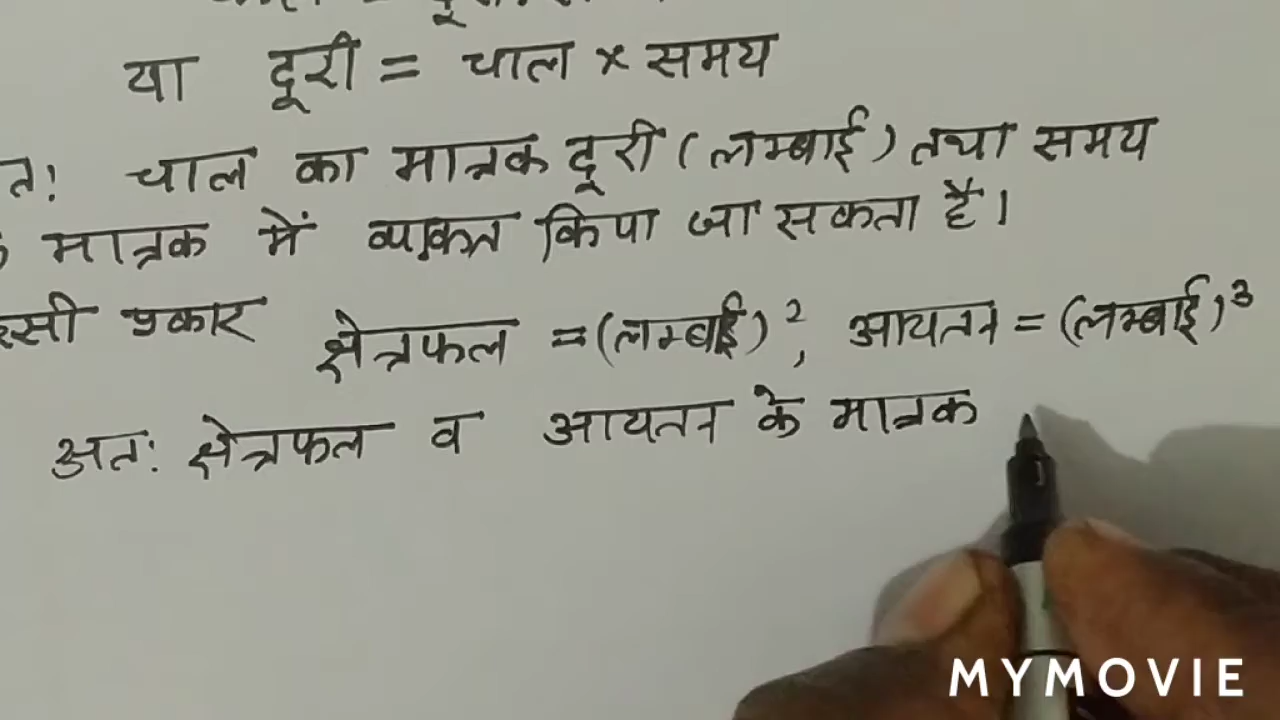 या दूरी = चाल × समय
त: चाल का मात्रक दूरी (लम्बाई) तथा समय
मात्रक में व्यक्त किया जा सकता है।
प्रकार क्षेत्रफल = (लम्बाई)², आयतन = (लम्बाई)³
अतः क्षेत्रफल व आयतन के मात्रक
MYMOVIE